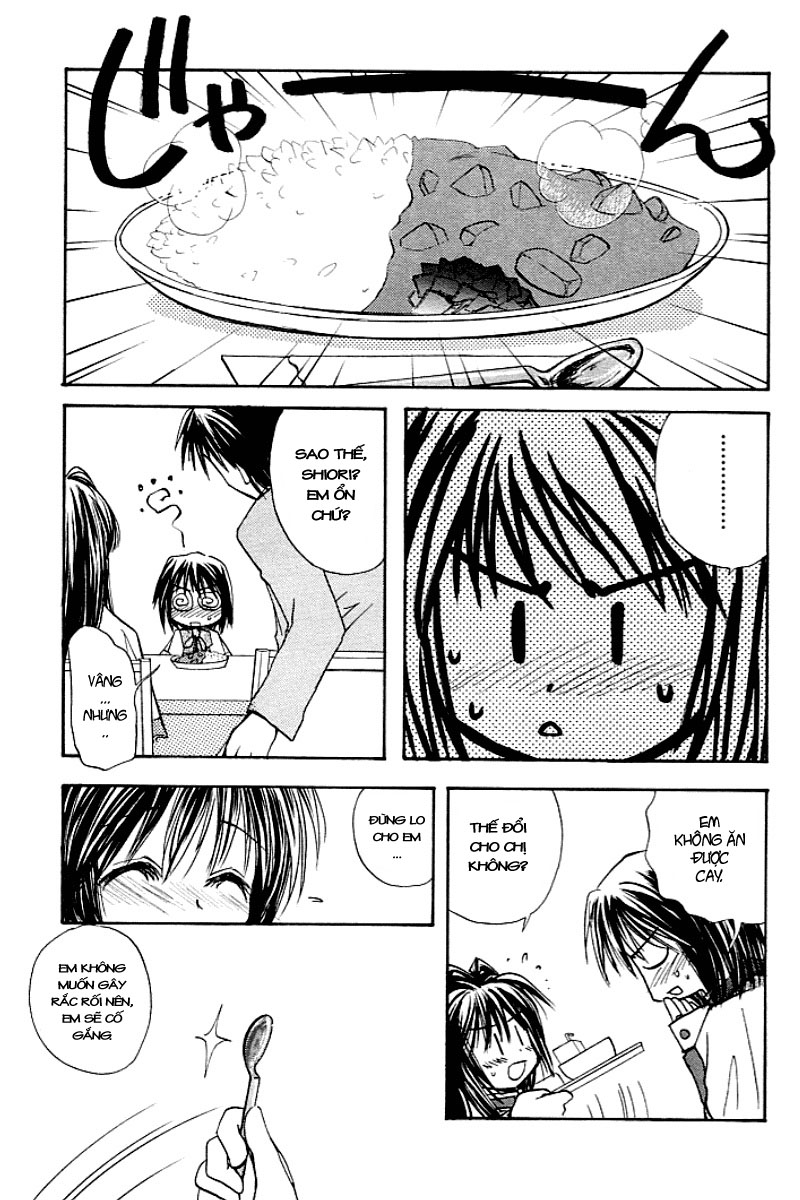 じゃーん
………
SAO THẾ,
SHIORI?
EM ỔN
CHỨ?
VÂNG
...
NHƯNG
..
EM
KHÔNG ĂN
ĐƯỢC
CAY.
THẾ ĐỔI
CHO CHỊ
KHÔNG?
ĐỪNG LO
CHO EM
...
EM KHÔNG
MUỐN GÂY
RẮC RỐI NÊN,
EM SẼ CỐ
GẮNG